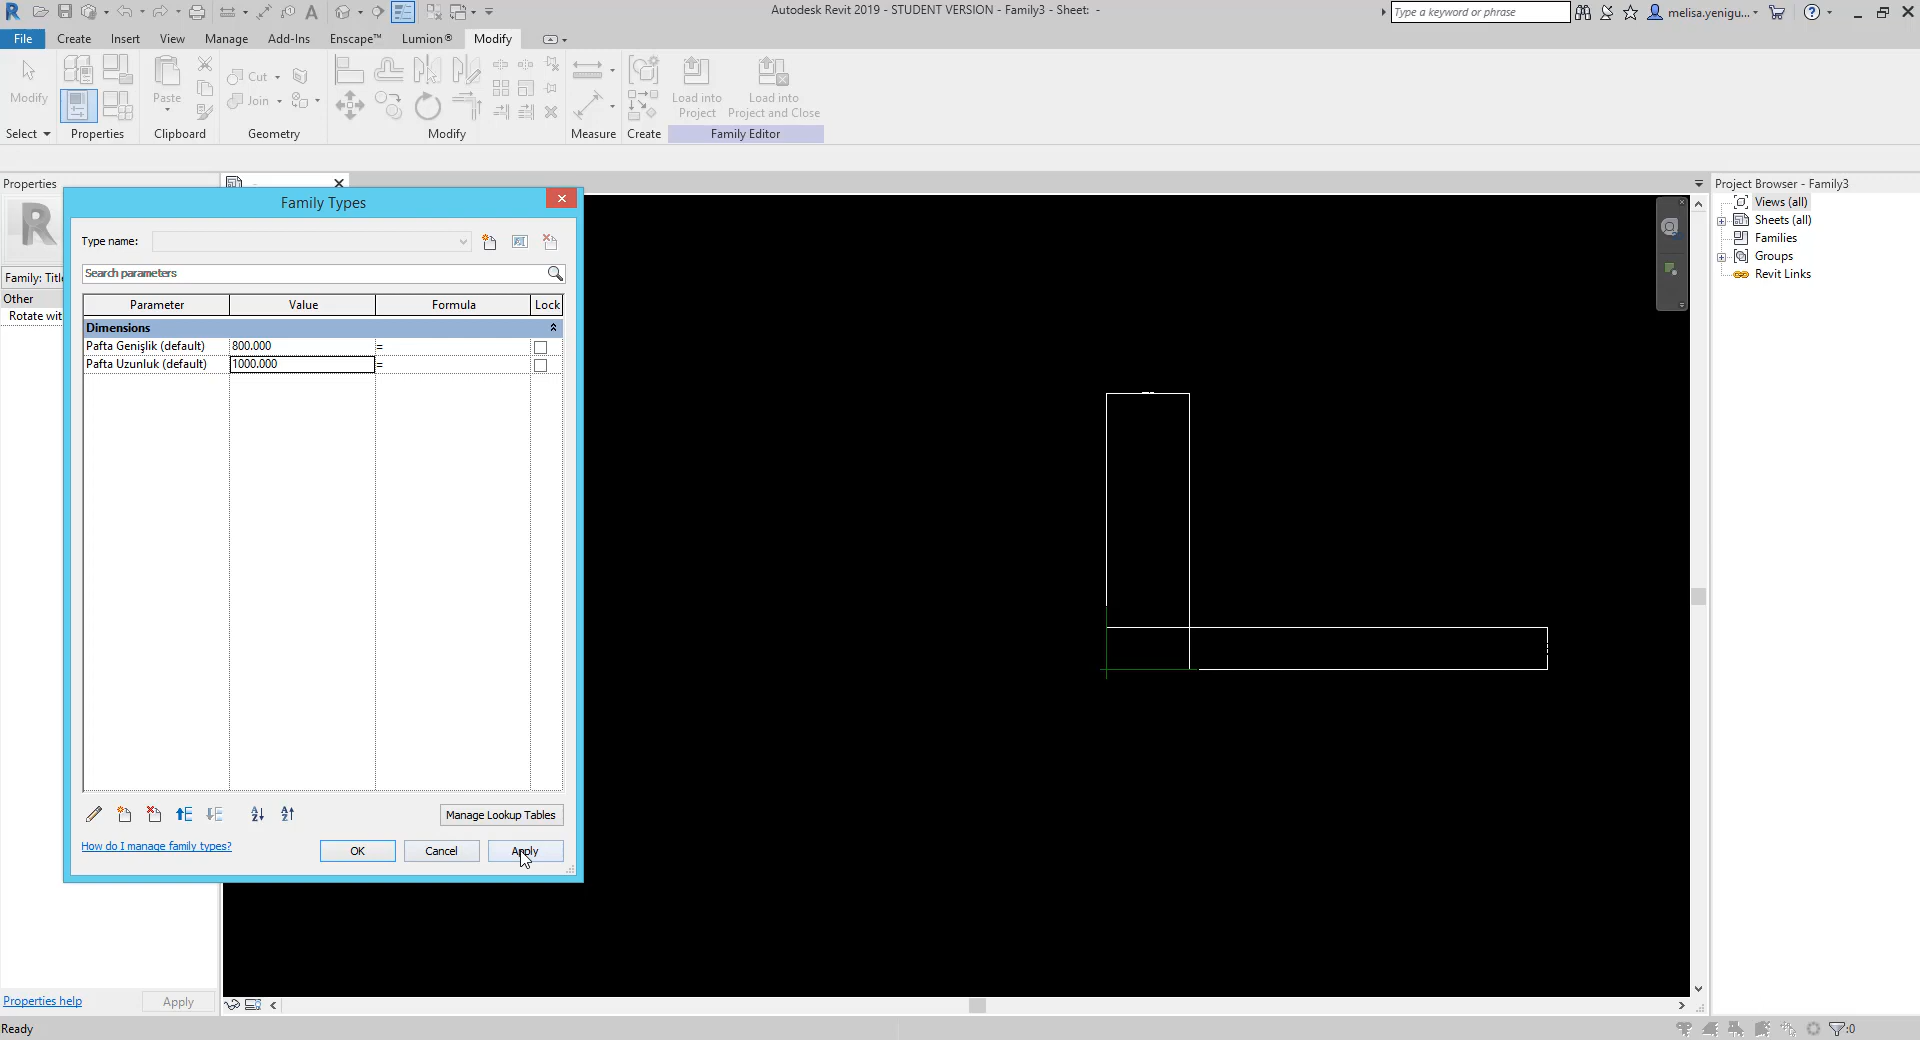 Autodesk Revit 2019 - STUDENT VERSION - Family3 - Sheet: -
Type a keyword or phrase
melisa.yenigu...
File Create Insert View Manage Add-Ins Enscape™ Lumion® Modify
Modify
Paste
Cut
Join
Load into Project
Load into Project and Close
Select Properties Clipboard Geometry Modify Measure Create Family Editor
Properties
Family: Title
Other
Rotate wit
Family Types
Type name:
Search parameters
Parameter Value Formula Lock
Dimensions
Pafta Genişlik (default) 800.000 =
Pafta Uzunluk (default) 1000.000 =
Manage Lookup Tables
How do I manage family types?
OK Cancel Apply
Project Browser - Family3
Views (all)
Sheets (all)
Families
Groups
Revit Links
Properties help Apply
Ready
:0